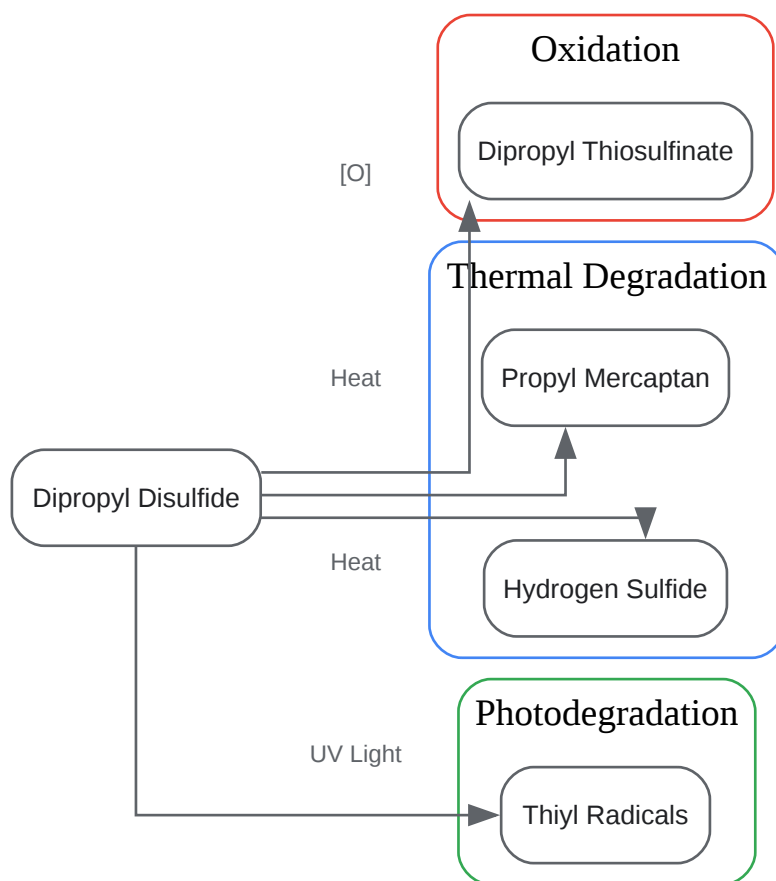 Oxidation
Dipropyl Thiosulfinate
[O]
Thermal Degradation
Propyl Mercaptan
Heat
Dipropyl Disulfide
Heat
Hydrogen Sulfide
Photodegradation
UV Light
Thiyl Radicals